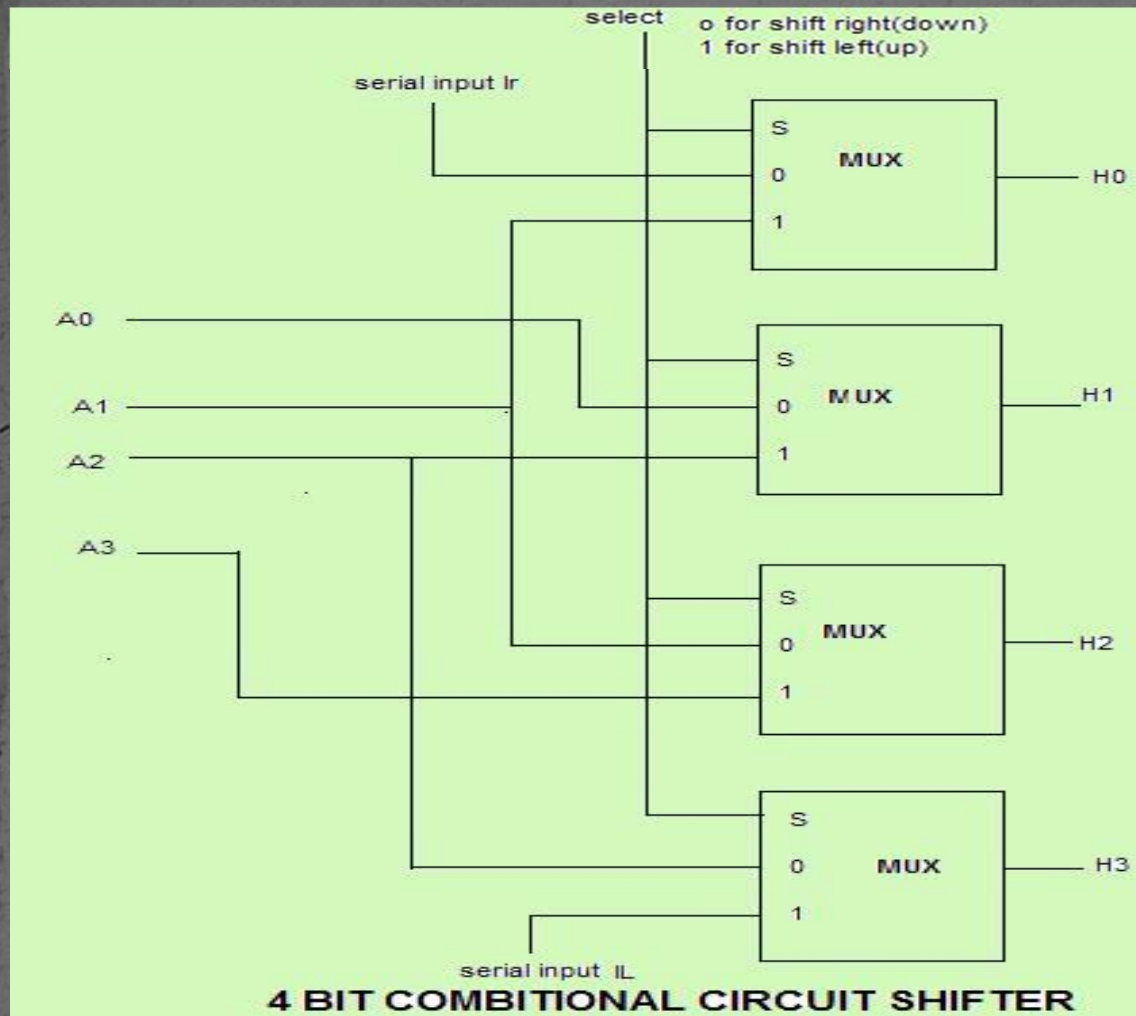 select
o for shift right(down)
1 for shift left(up)
serial input Ir
S
MUX
0
H0
1
A0
S
MUX
H1
A1
0
A2
1
A3
S
MUX
0
H2
1
S
MUX
0
H3
1
serial input IL
4 BIT COMBITIONAL CIRCUIT SHIFTER